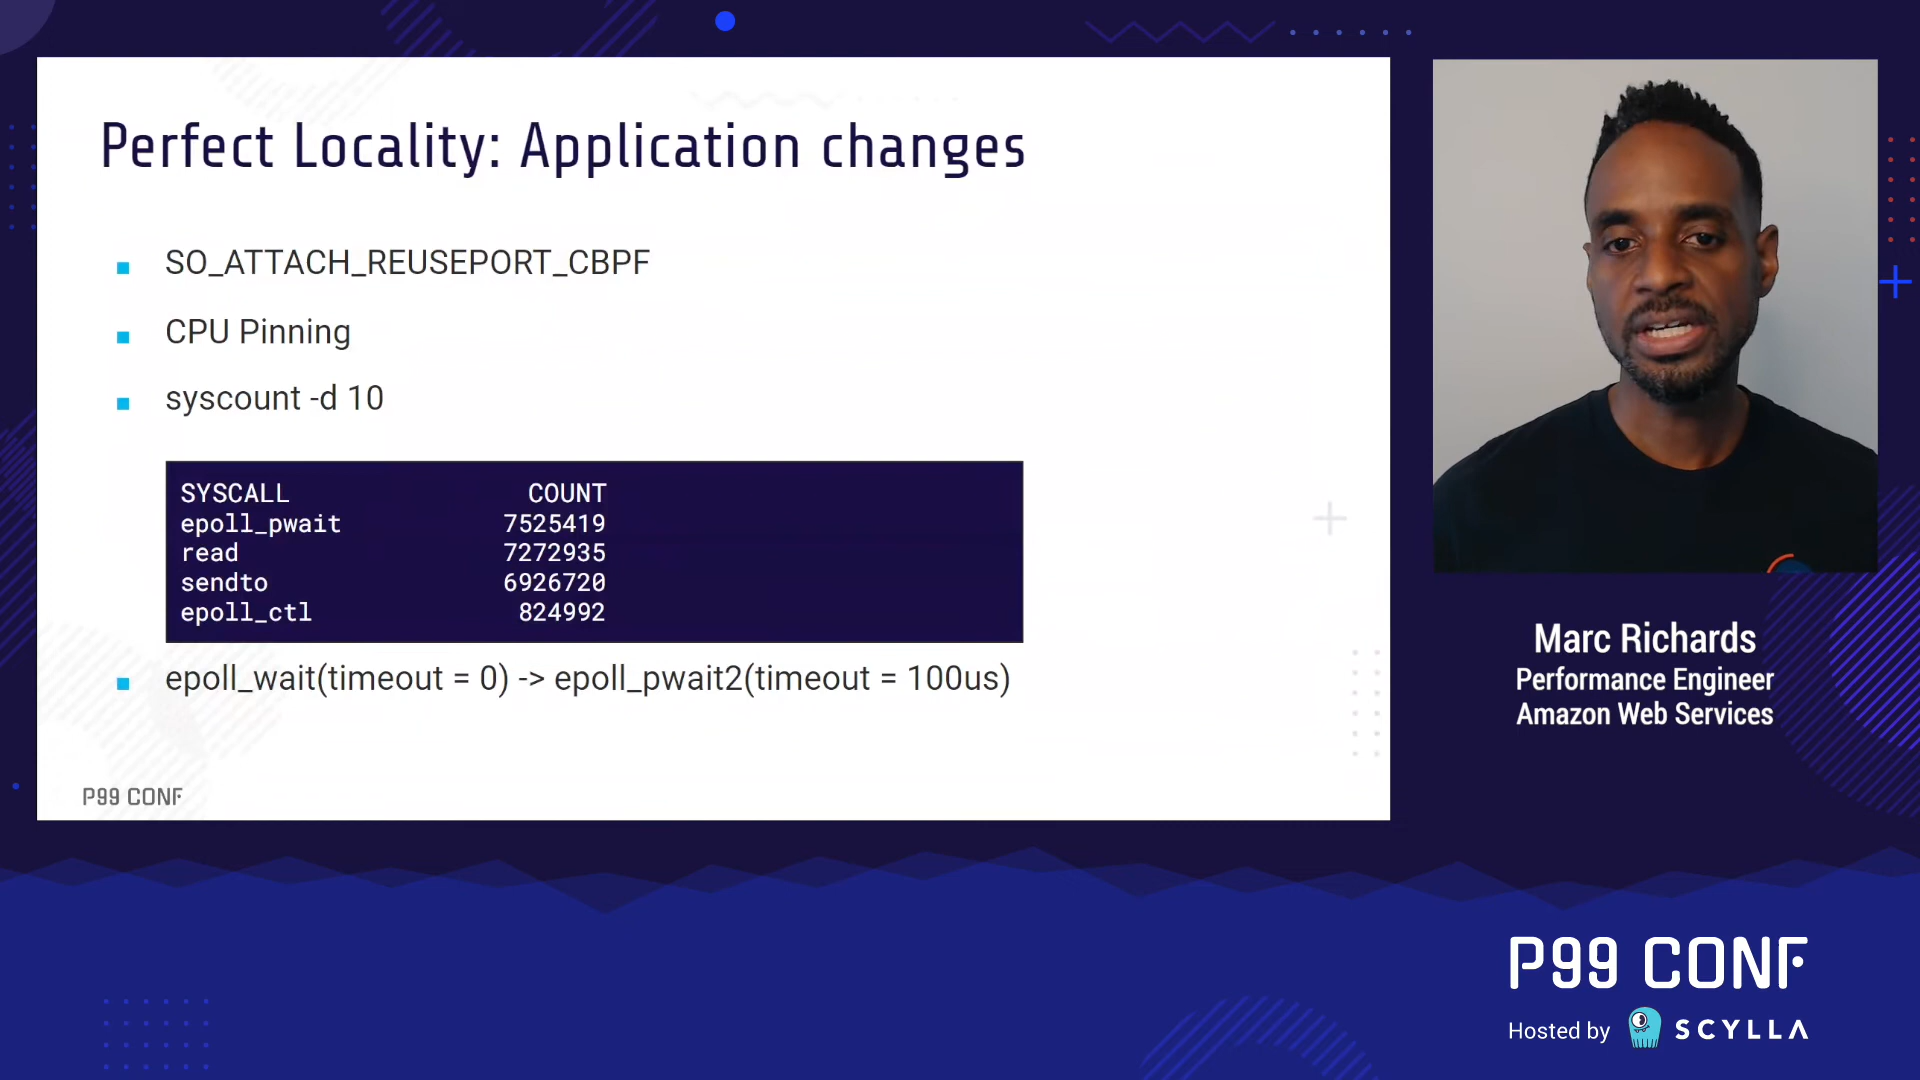 Perfect Locality: Application changes
SO_ATTACH_REUSEPORT_CBPF
CPU Pinning
syscount -d 10
SYSCALL COUNT
epoll_pwait 7525419
read 7272935
sendto 6926720
epoll_ctl 824992
epoll_wait(timeout = 0) -> epoll_pwait2(timeout = 100us)
P99 CONF
Marc Richards
Performance Engineer
Amazon Web Services
P99 CONF
Hosted by SCYLLA